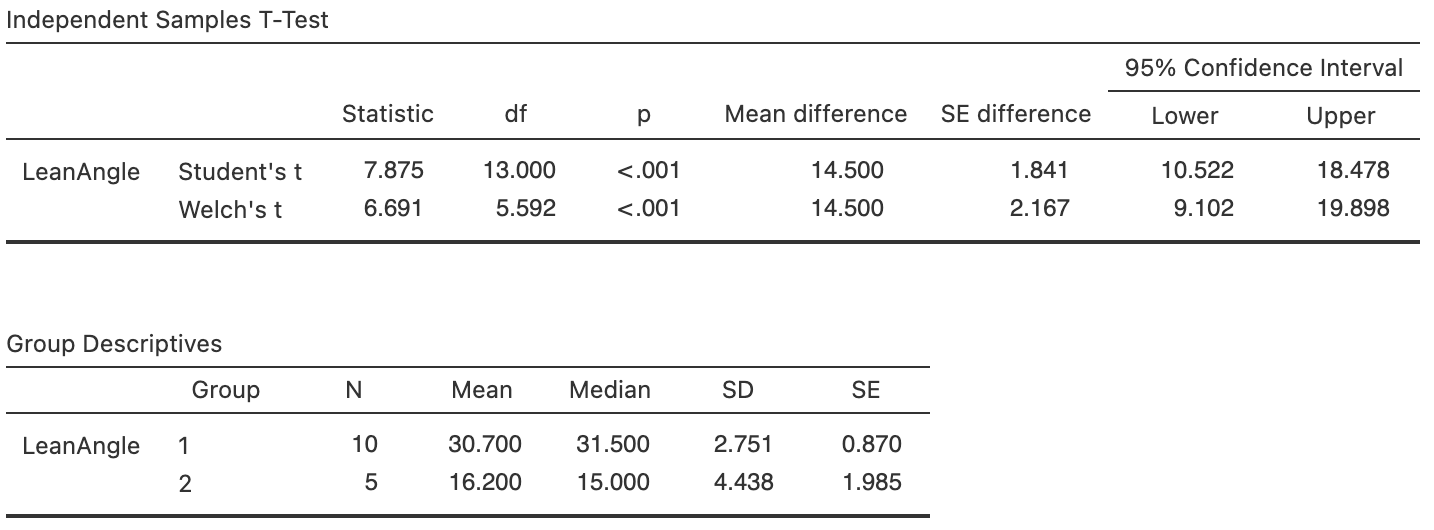 Independent Samples T-Test
95% Confidence Interval
Statistic df p Mean difference SE difference Lower Upper
LeanAngle Student's t 7.875 13.000 <.001 14.500 1.841 10.522 18.478
Welch's t 6.691 5.592 <.001 14.500 2.167 9.102 19.898
Group Descriptives
Group N Mean Median SD SE
LeanAngle 1 10 30.700 31.500 2.751 0.870
2 5 16.200 15.000 4.438 1.985